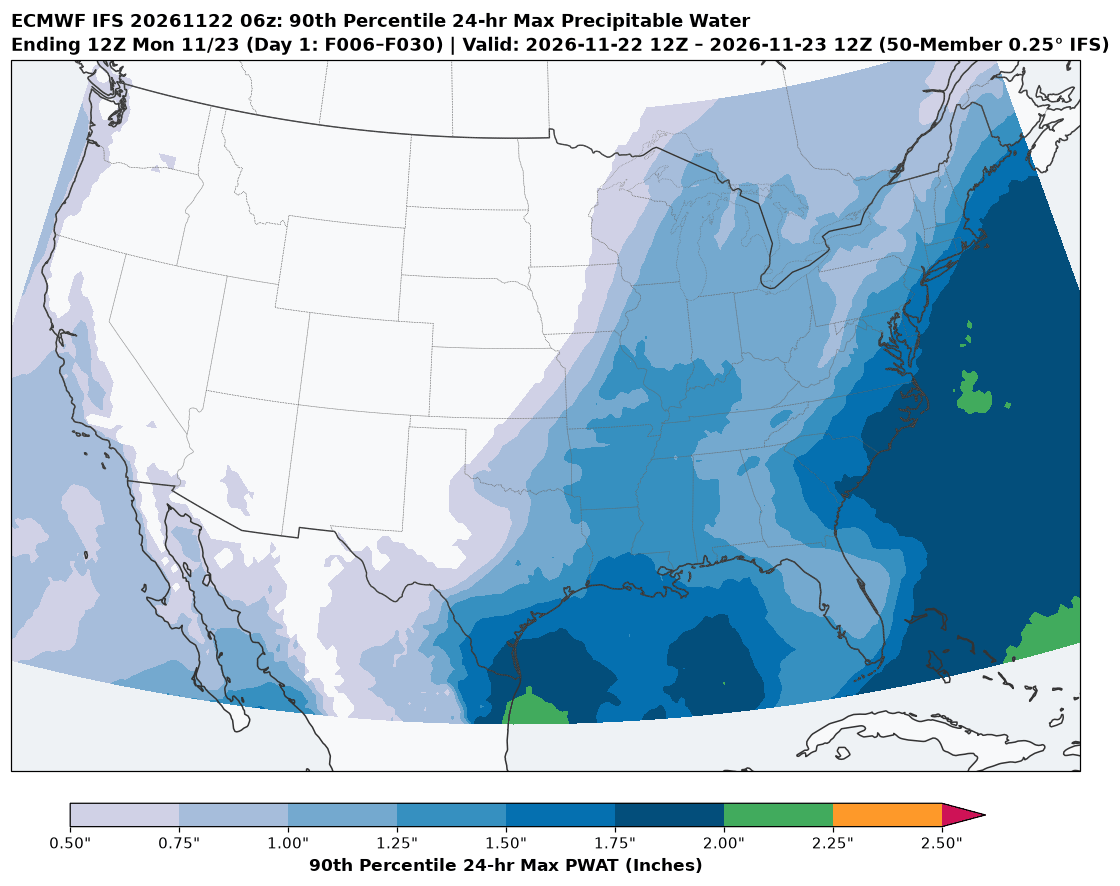 ECMWF IFS 20261122 06z: 90th Percentile 24-hr Max Precipitable Water
Ending 12Z Mon 11/23 (Day 1: F006–F030) | Valid: 2026-11-22 12Z – 2026-11-23 12Z (50-Member 0.25° IFS)
0.50" 0.75" 1.00" 1.25" 1.50" 1.75" 2.00" 2.25" 2.50"
90th Percentile 24-hr Max PWAT (Inches)